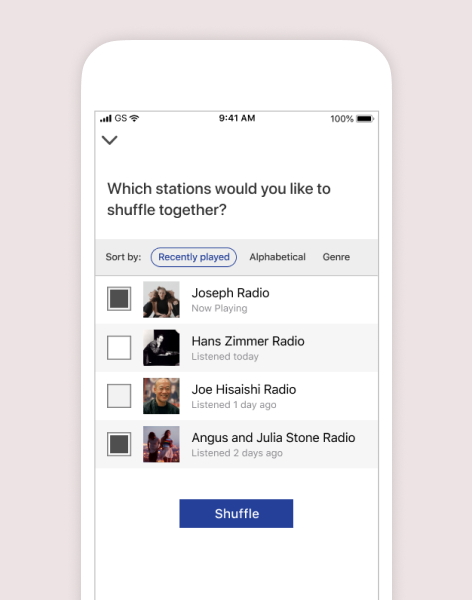 GS 9:41 AM 100%
Which stations would you like to
shuffle together?
Sort by: Recently played Alphabetical Genre
Joseph Radio
Now Playing
Hans Zimmer Radio
Listened today
Joe Hisaishi Radio
Listened 1 day ago
Angus and Julia Stone Radio
Listened 2 days ago
Shuffle